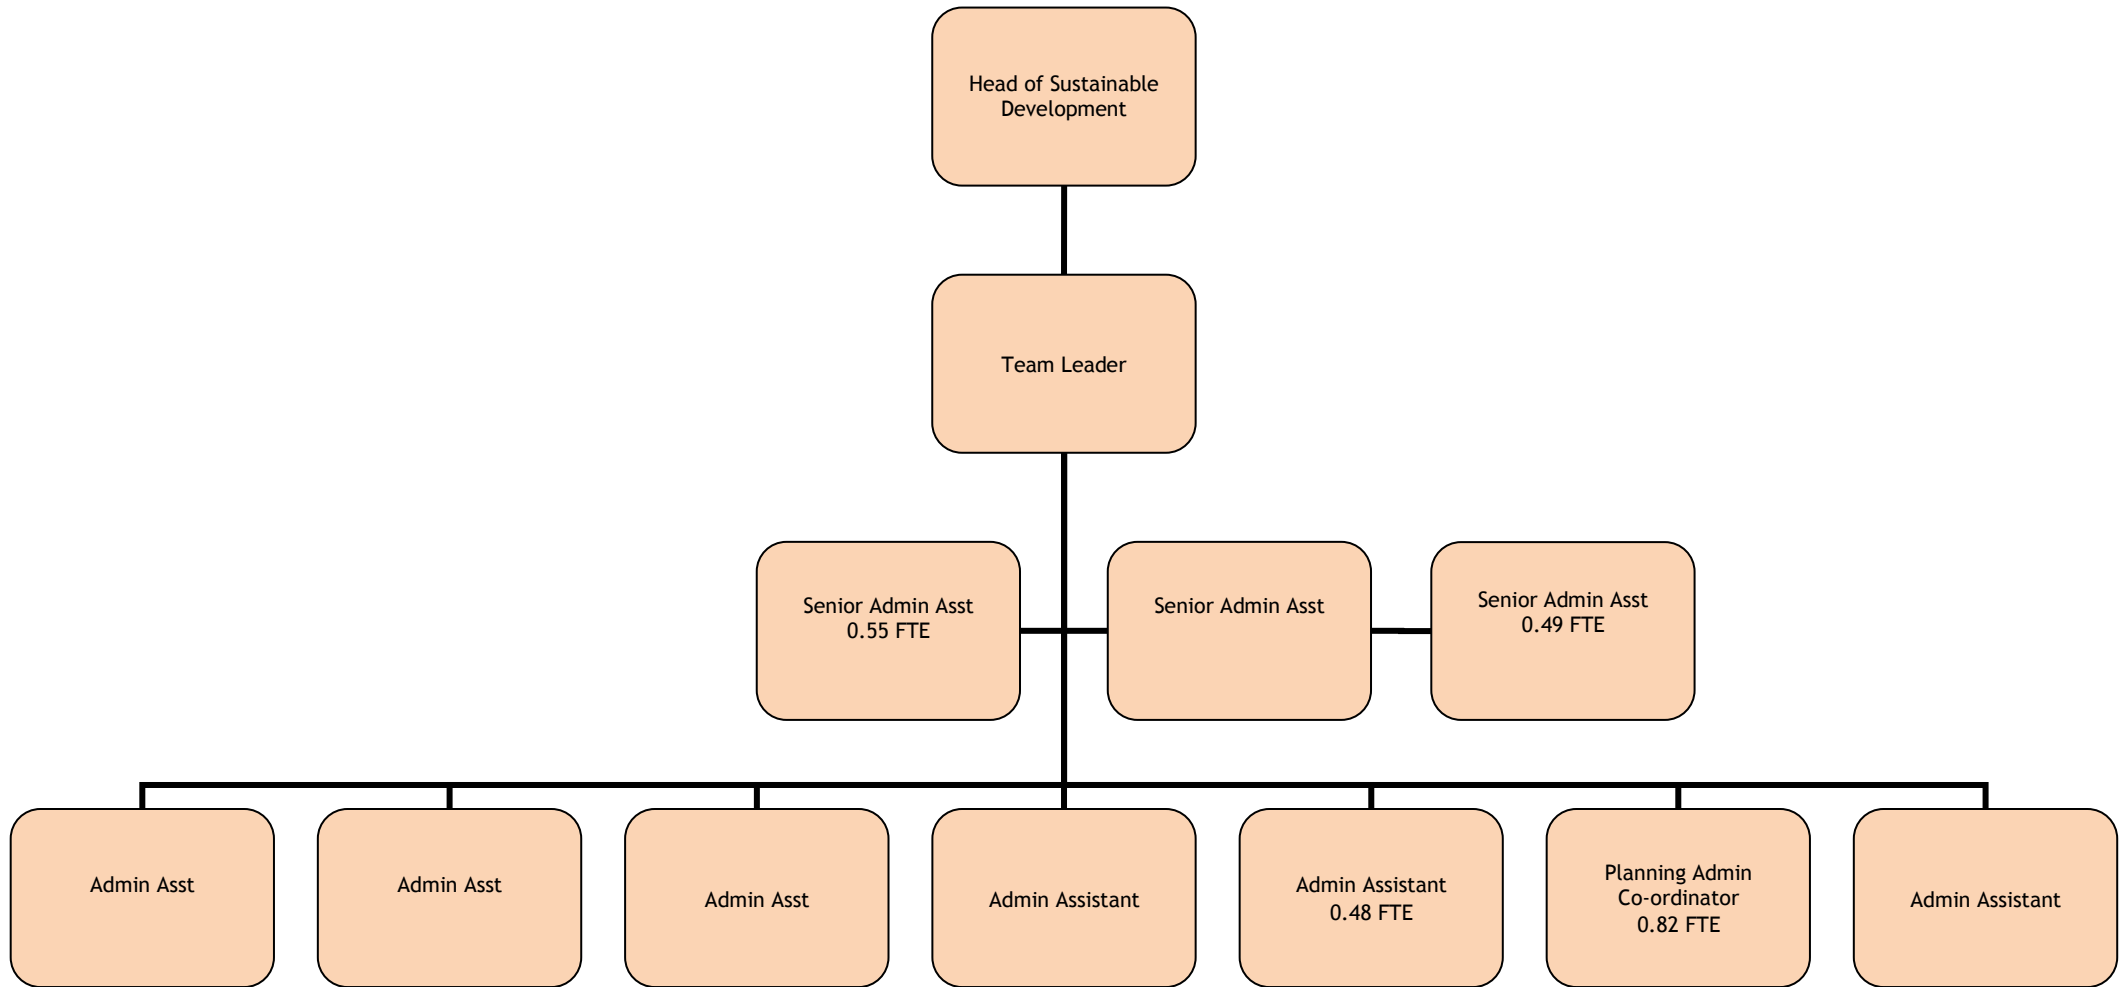 Head of Sustainable
Development
Team Leader
Senior Admin Asst
0.55 FTE
Senior Admin Asst
Senior Admin Asst
0.49 FTE
Admin Asst
Admin Asst
Admin Asst
Admin Assistant
Admin Assistant
0.48 FTE
Planning Admin
Co-ordinator
0.82 FTE
Admin Assistant